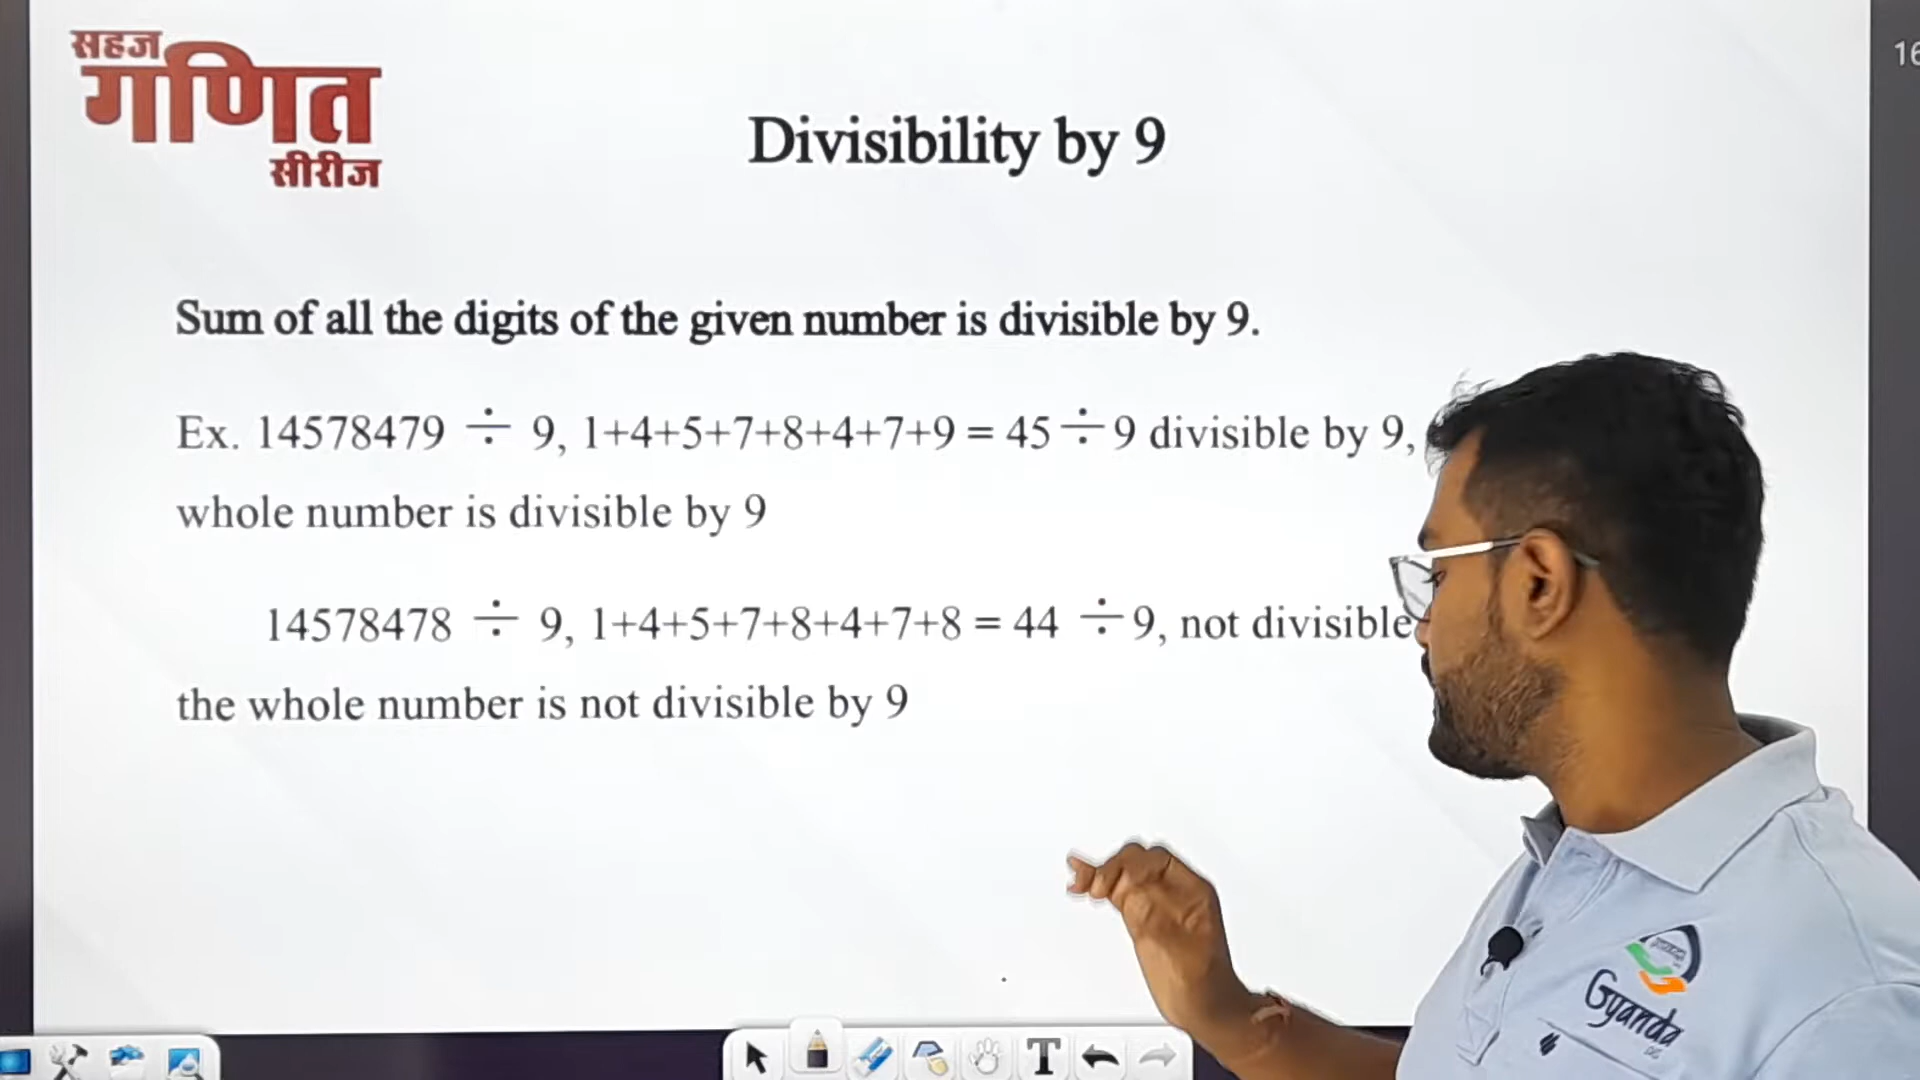 सहज
गणित
सीरीज
16
Divisibility by 9
Sum of all the digits of the given number is divisible by 9.
Ex. 14578479 ÷ 9, 1+4+5+7+8+4+7+9 = 45 ÷ 9 divisible by 9,
whole number is divisible by 9
14578478 ÷ 9, 1+4+5+7+8+4+7+8 = 44 ÷ 9, not divisible
the whole number is not divisible by 9
Gyanda
T